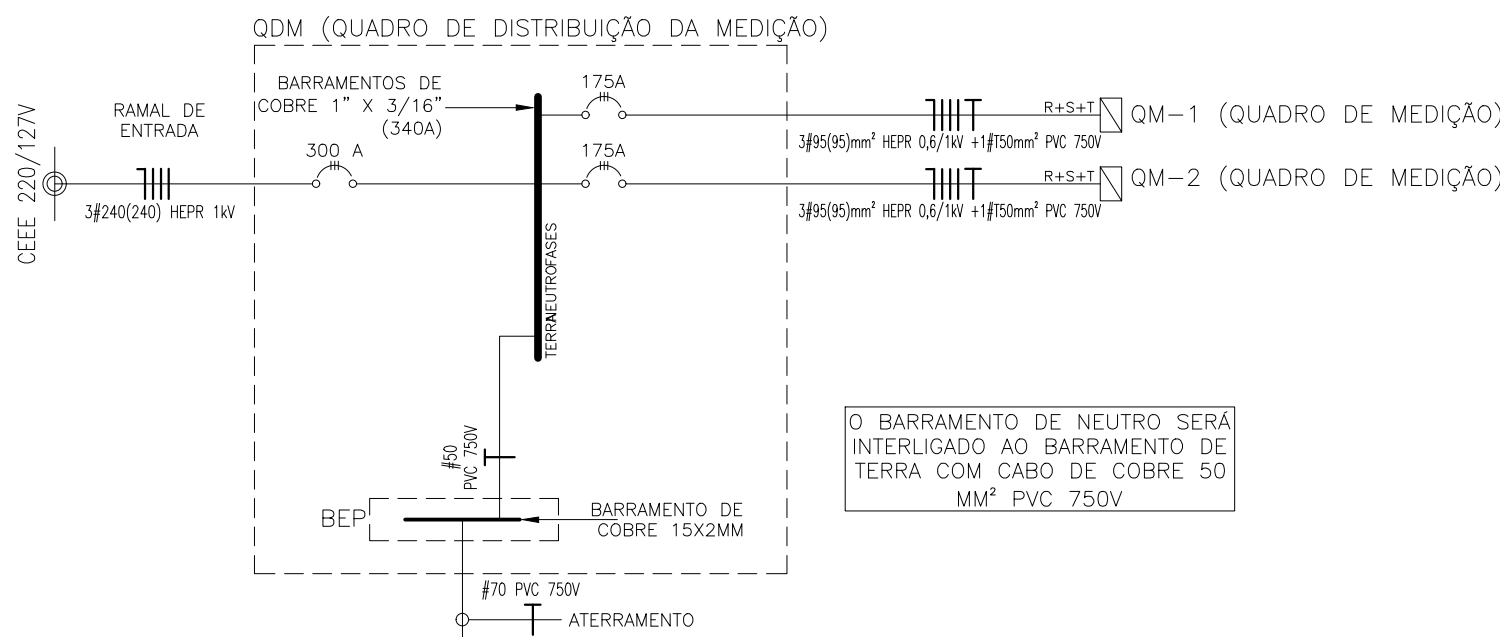 QDM (QUADRO DE DISTRIBUIÇÃO DA MEDIÇÃO)
BARRAMENTOS DE
COBRE 1" X 3/16"
(340A)
175A
RAMAL DE
ENTRADA
R+S+T
QM-1 (QUADRO DE MEDIÇÃO)
3#95(95)mm² HEPR 0,6/1kV +1#T50mm² PVC 750V
CEEE 220/127V
300 A
175A
R+S+T
QM-2 (QUADRO DE MEDIÇÃO)
3#240(240) HEPR 1kV
3#95(95)mm² HEPR 0,6/1kV +1#T50mm² PVC 750V
FASES
NEUTRO
TERRA
O BARRAMENTO DE NEUTRO SERÁ
INTERLIGADO AO BARRAMENTO DE
TERRA COM CABO DE COBRE 50
MM² PVC 750V
#50
PVC 750V
BEP
BARRAMENTO DE
COBRE 15X2MM
#70 PVC 750V
ATERRAMENTO